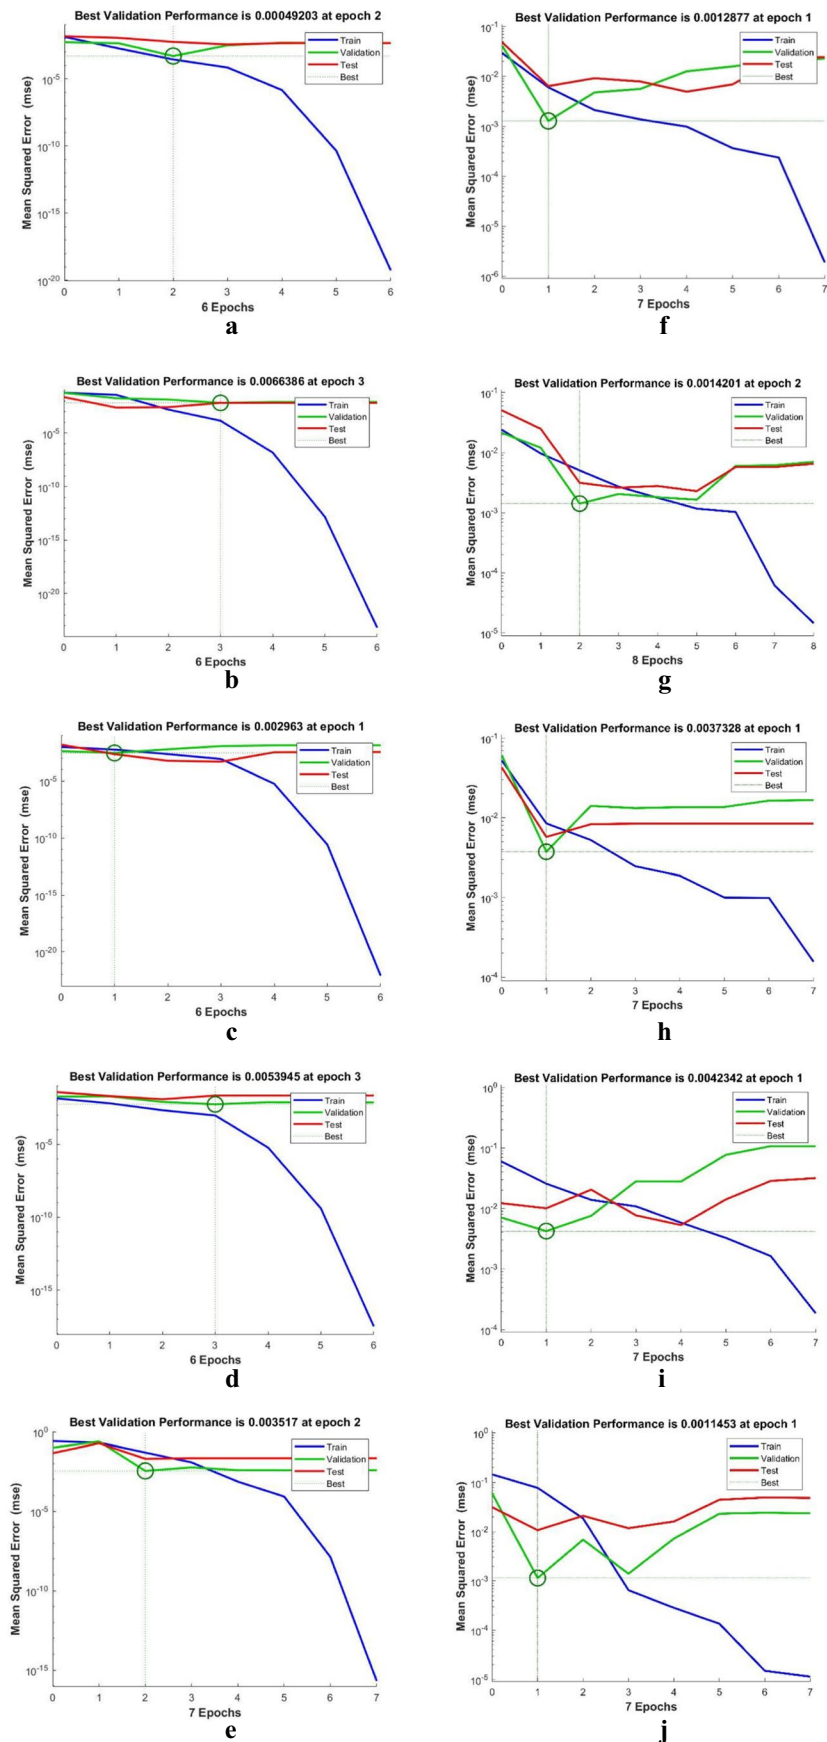 Best Validation Performance is 0.00049203 at epoch 2
Mean Squared Error (mse)
10^-5
10^-10
10^-15
10^-20
Train
Validation
Test
Best
0 1 2 3 4 5 6
6 Epochs
a
Best Validation Performance is 0.0012877 at epoch 1
Mean Squared Error (mse)
10^-1
10^-2
10^-3
10^-4
10^-5
10^-6
Train
Validation
Test
Best
0 1 2 3 4 5 6 7
7 Epochs
f
Best Validation Performance is 0.0066386 at epoch 3
Mean Squared Error (mse)
10^-5
10^-10
10^-15
10^-20
Train
Validation
Test
Best
0 1 2 3 4 5 6
6 Epochs
b
Best Validation Performance is 0.0014201 at epoch 2
Mean Squared Error (mse)
10^-1
10^-2
10^-3
10^-4
10^-5
Train
Validation
Test
Best
0 1 2 3 4 5 6 7 8
8 Epochs
g
Best Validation Performance is 0.002963 at epoch 1
Mean Squared Error (mse)
10^-5
10^-10
10^-15
10^-20
Train
Validation
Test
Best
0 1 2 3 4 5 6
6 Epochs
c
Best Validation Performance is 0.0037328 at epoch 1
Mean Squared Error (mse)
10^-1
10^-2
10^-3
10^-4
Train
Validation
Test
Best
0 1 2 3 4 5 6 7
7 Epochs
h
Best Validation Performance is 0.0053945 at epoch 3
Mean Squared Error (mse)
10^-5
10^-10
10^-15
Train
Validation
Test
Best
0 1 2 3 4 5 6
6 Epochs
d
Best Validation Performance is 0.0042342 at epoch 1
Mean Squared Error (mse)
10^0
10^-1
10^-2
10^-3
10^-4
Train
Validation
Test
Best
0 1 2 3 4 5 6 7
7 Epochs
i
Best Validation Performance is 0.003517 at epoch 2
Mean Squared Error (mse)
10^0
10^-5
10^-10
10^-15
Train
Validation
Test
Best
0 1 2 3 4 5 6 7
7 Epochs
e
Best Validation Performance is 0.0011453 at epoch 1
Mean Squared Error (mse)
10^0
10^-1
10^-2
10^-3
10^-4
10^-5
Train
Validation
Test
Best
0 1 2 3 4 5 6 7
7 Epochs
j